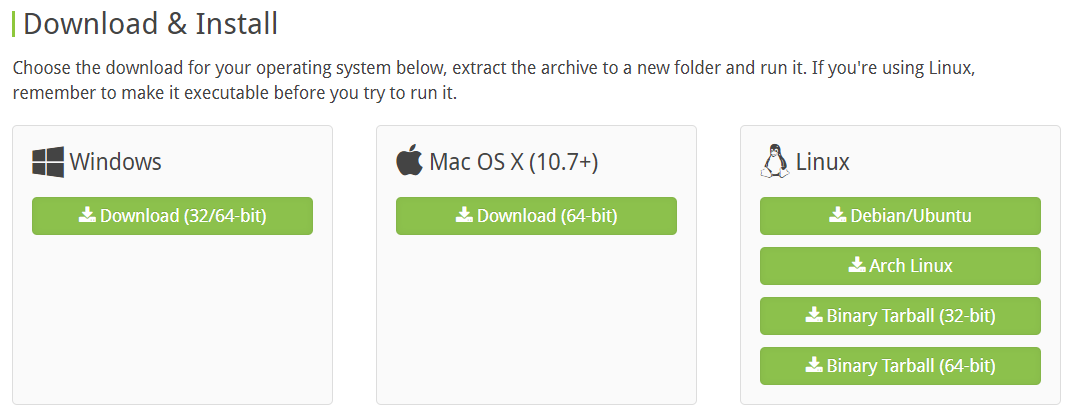 Download & Install
Choose the download for your operating system below, extract the archive to a new folder and run it. If you're using Linux,
remember to make it executable before you try to run it.
Windows
Download (32/64-bit)
Mac OS X (10.7+)
Download (64-bit)
Linux
Debian/Ubuntu
Arch Linux
Binary Tarball (32-bit)
Binary Tarball (64-bit)